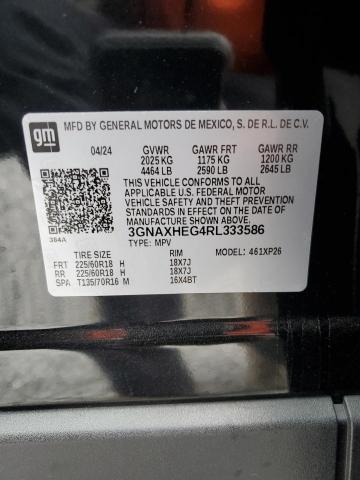 gm
MFD BY GENERAL MOTORS DE MEXICO, S. DE R.L. DE C.V.
04/24 GVWR GAWR FRT GAWR RR
2025 KG 1175 KG 1200 KG
4464 LB 2590 LB 2645 LB
THIS VEHICLE CONFORMS TO ALL APPLICABLE U.S. FEDERAL MOTOR
VEHICLE SAFETY AND THEFT PREVENTION STANDARDS
IN EFFECT ON THE DATE OF
MANUFACTURE SHOWN ABOVE.
384A
3GNAXHEG4RL333586
TYPE: MPV MODEL: 461XP26
TIRE SIZE RIM
FRT 225/60R18 H 18X7J
RR 225/60R18 H 18X7J
SPA T135/70R16 M 16X4BT